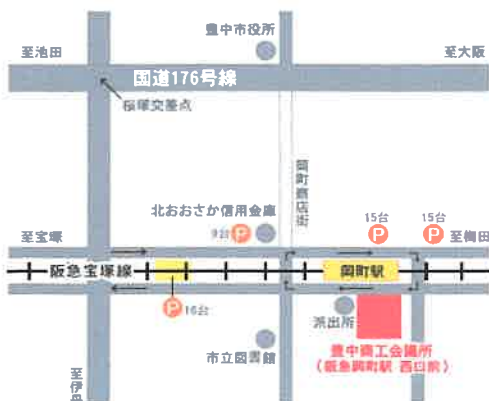 豊中市役所
至池田
至大阪
国道176号線
桜塚交差点
岡町商店街
北おおさか信用金庫
9台
P
15台
P
15台
P
至宝塚
至梅田
阪急宝塚線
岡町駅
P
16台
派出所
市立図書館
豊中商工会議所
(阪急岡町駅 西口前)
至伊丹